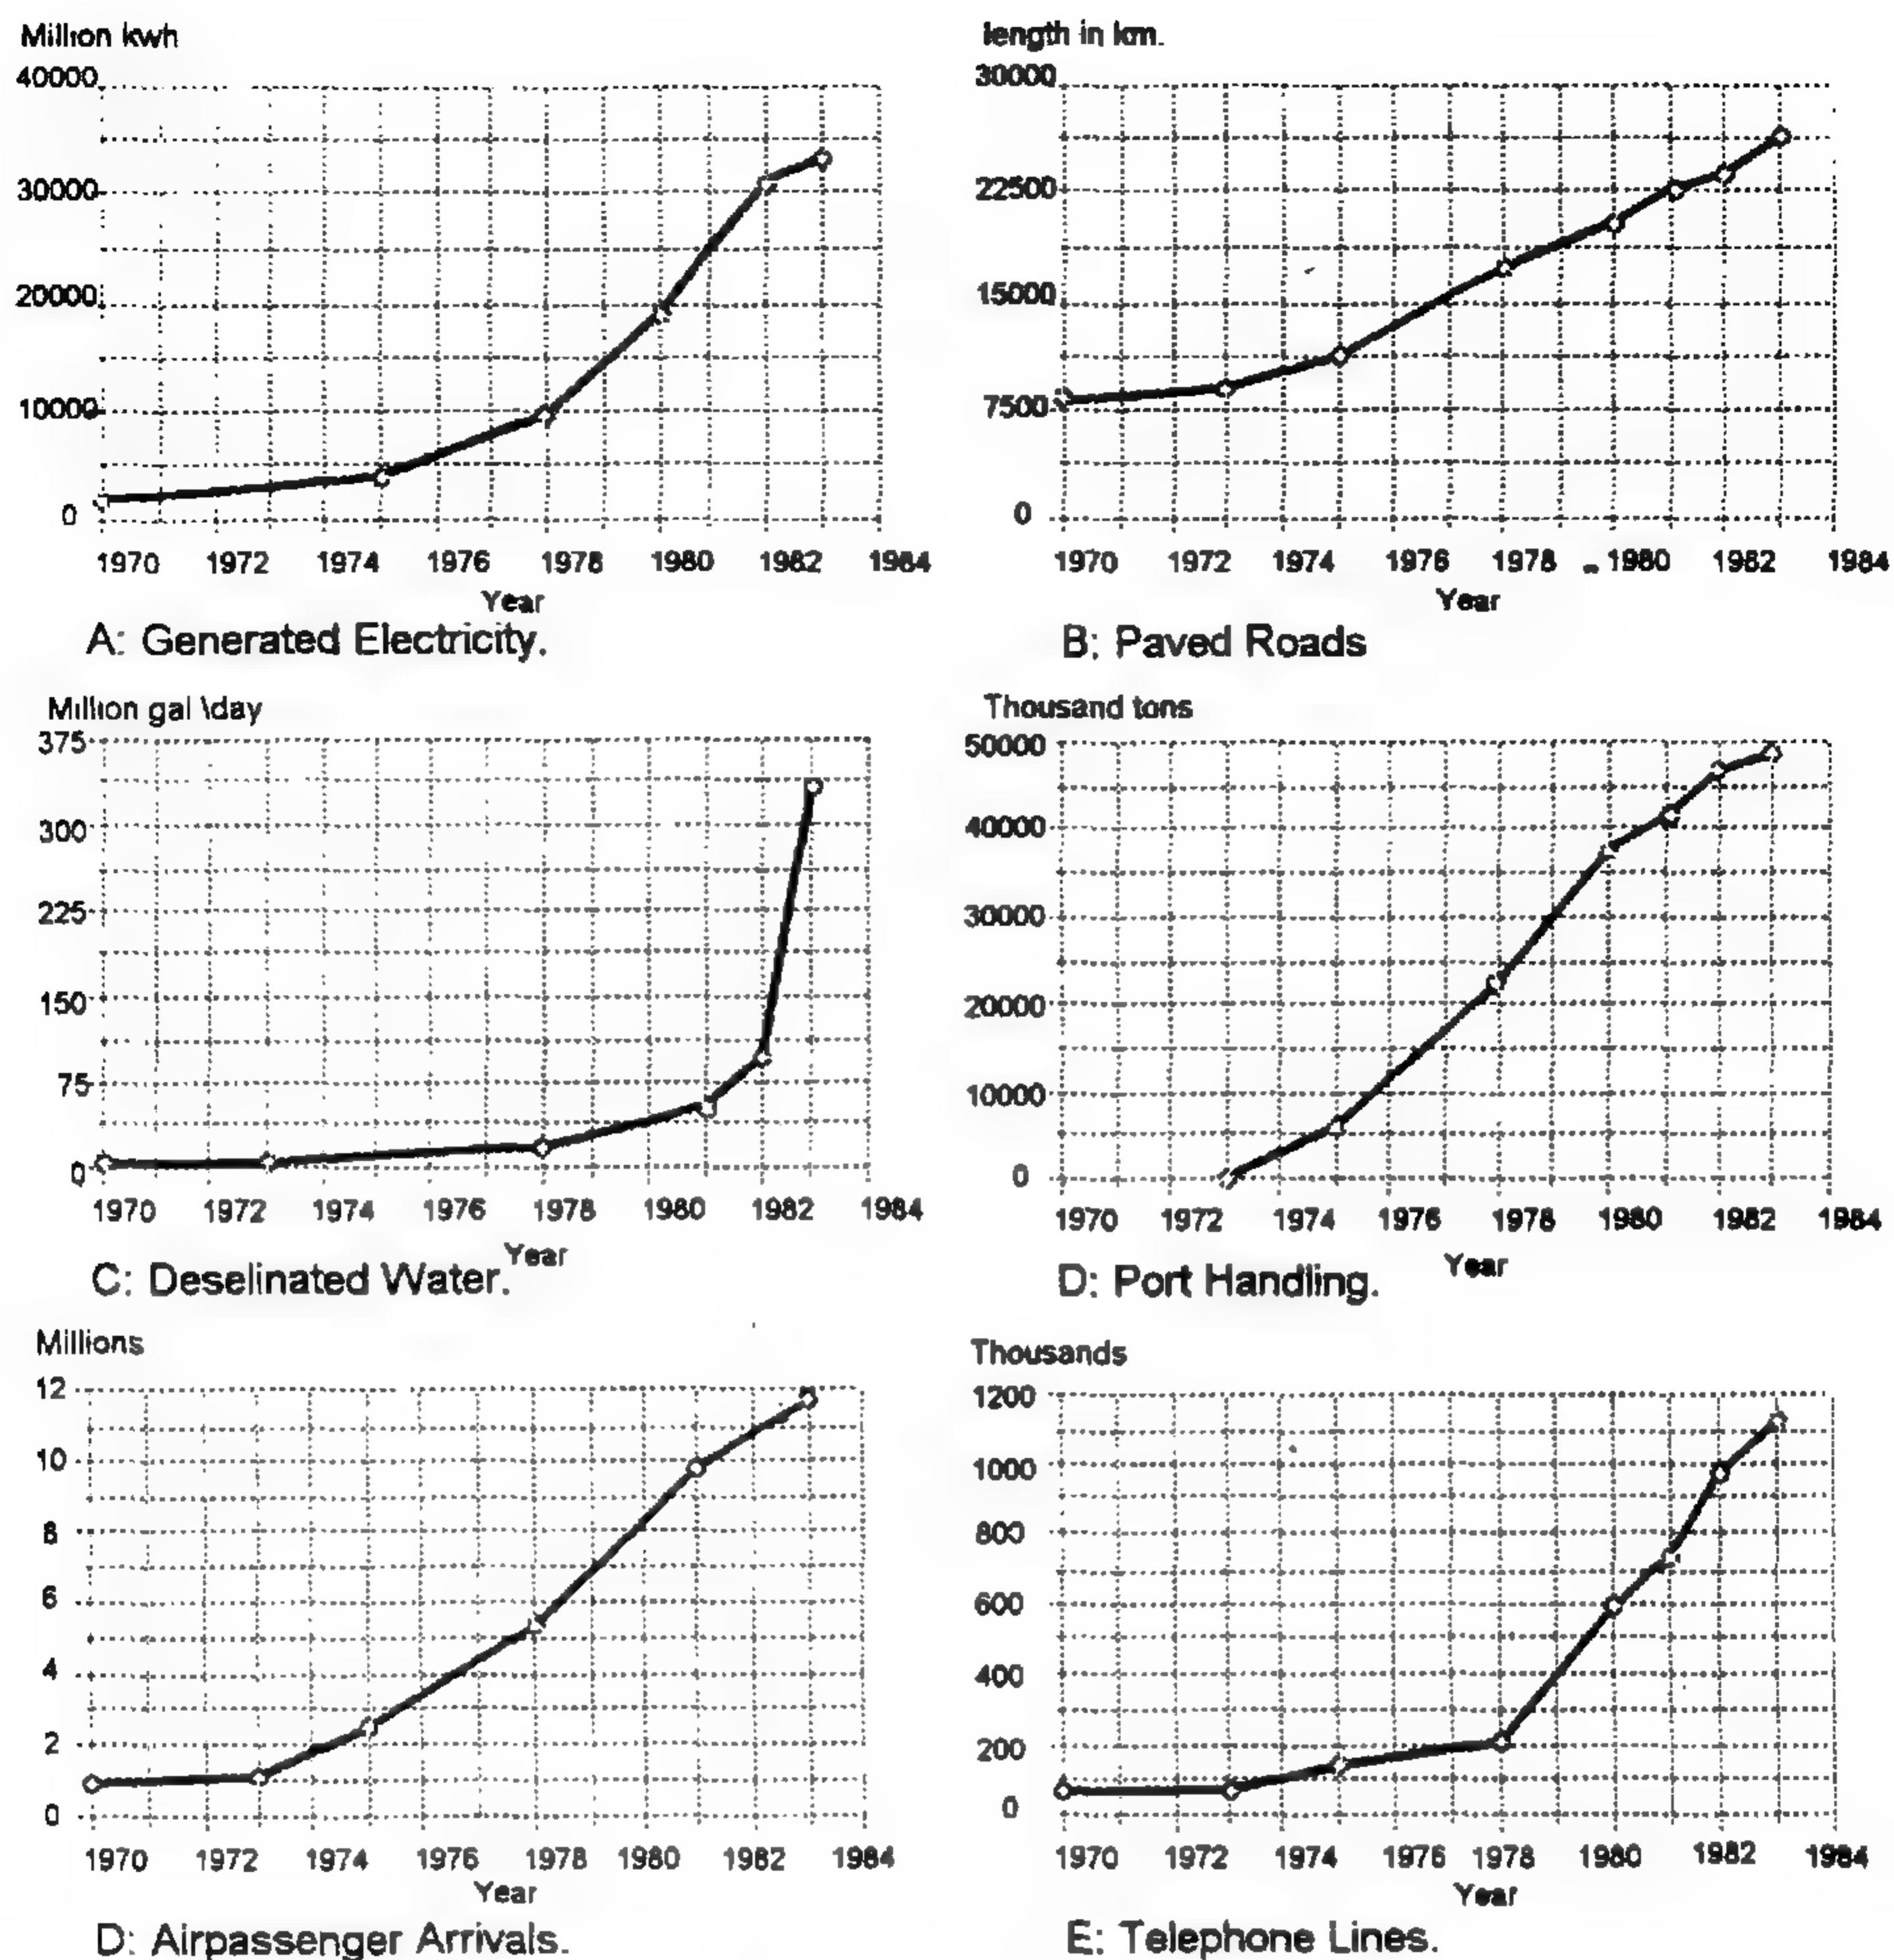 Million kwh
40000
30000
20000
10000
0
1970 1972 1974 1976 1978 1980 1982 1984
Year
A: Generated Electricity.
length in km.
30000
22500
15000
7500
0
1970 1972 1974 1976 1978 1980 1982 1984
Year
B: Paved Roads
Million gal \day
375
300
225
150
75
0
1970 1972 1974 1976 1978 1980 1982 1984
Year
C: Deselinated Water.
Thousand tons
50000
40000
30000
20000
10000
0
1970 1972 1974 1976 1978 1980 1982 1984
Year
D: Port Handling.
Millions
12
10
8
6
4
2
0
1970 1972 1974 1976 1978 1980 1982 1984
Year
D: Airpassenger Arrivals.
Thousands
1200
1000
800
600
400
200
0
1970 1972 1974 1976 1978 1980 1982 1984
Year
E: Telephone Lines.